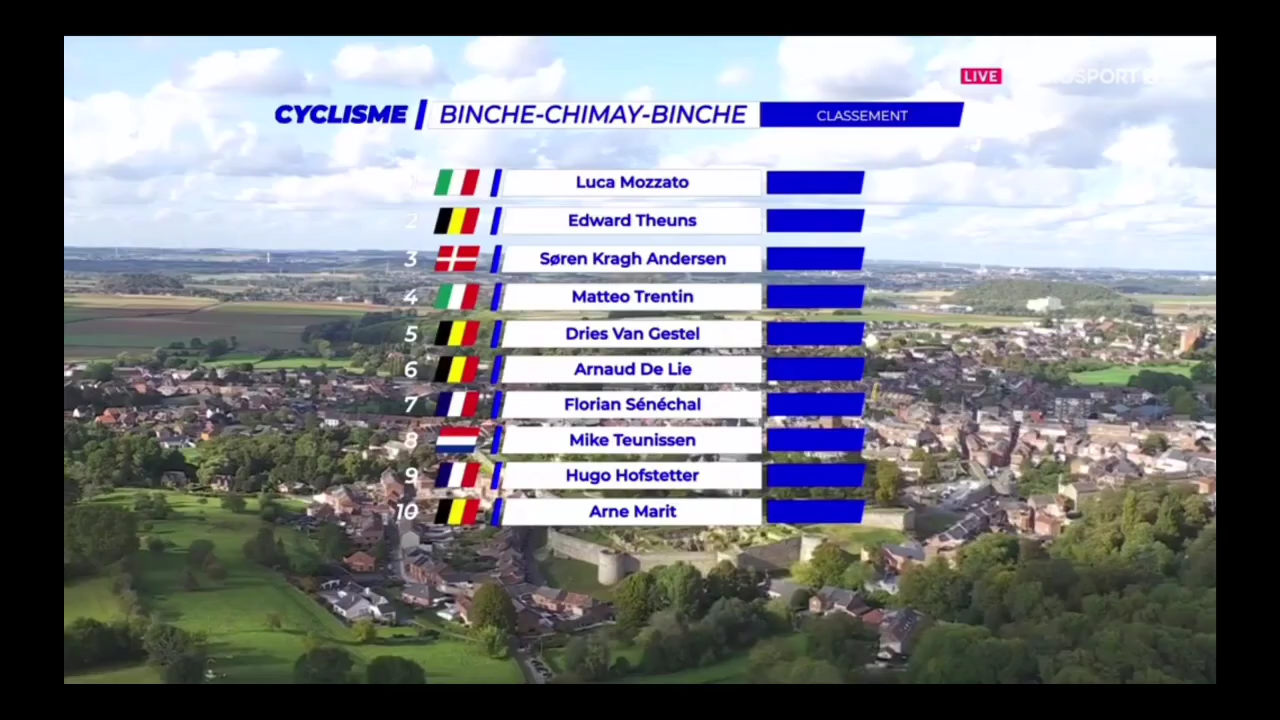 LIVE
CYCLISME BINCHE-CHIMAY-BINCHE CLASSEMENT
1 Luca Mozzato
2 Edward Theuns
3 Søren Kragh Andersen
4 Matteo Trentin
5 Dries Van Gestel
6 Arnaud De Lie
7 Florian Sénéchal
8 Mike Teunissen
9 Hugo Hofstetter
10 Arne Marit